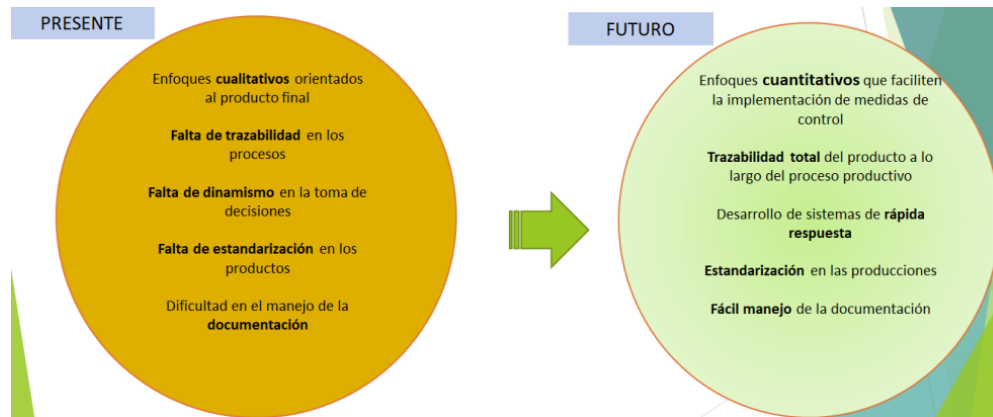 PRESENTE
Enfoques cualitativos orientados
al producto final
Falta de trazabilidad en los
procesos
Falta de dinamismo en la toma de
decisiones
Falta de estandarización en los
productos
Dificultad en el manejo de la
documentación
FUTURO
Enfoques cuantitativos que faciliten
la implementación de medidas de
control
Trazabilidad total del producto a lo
largo del proceso productivo
Desarrollo de sistemas de rápida
respuesta
Estandarización en las producciones
Fácil manejo de la documentación